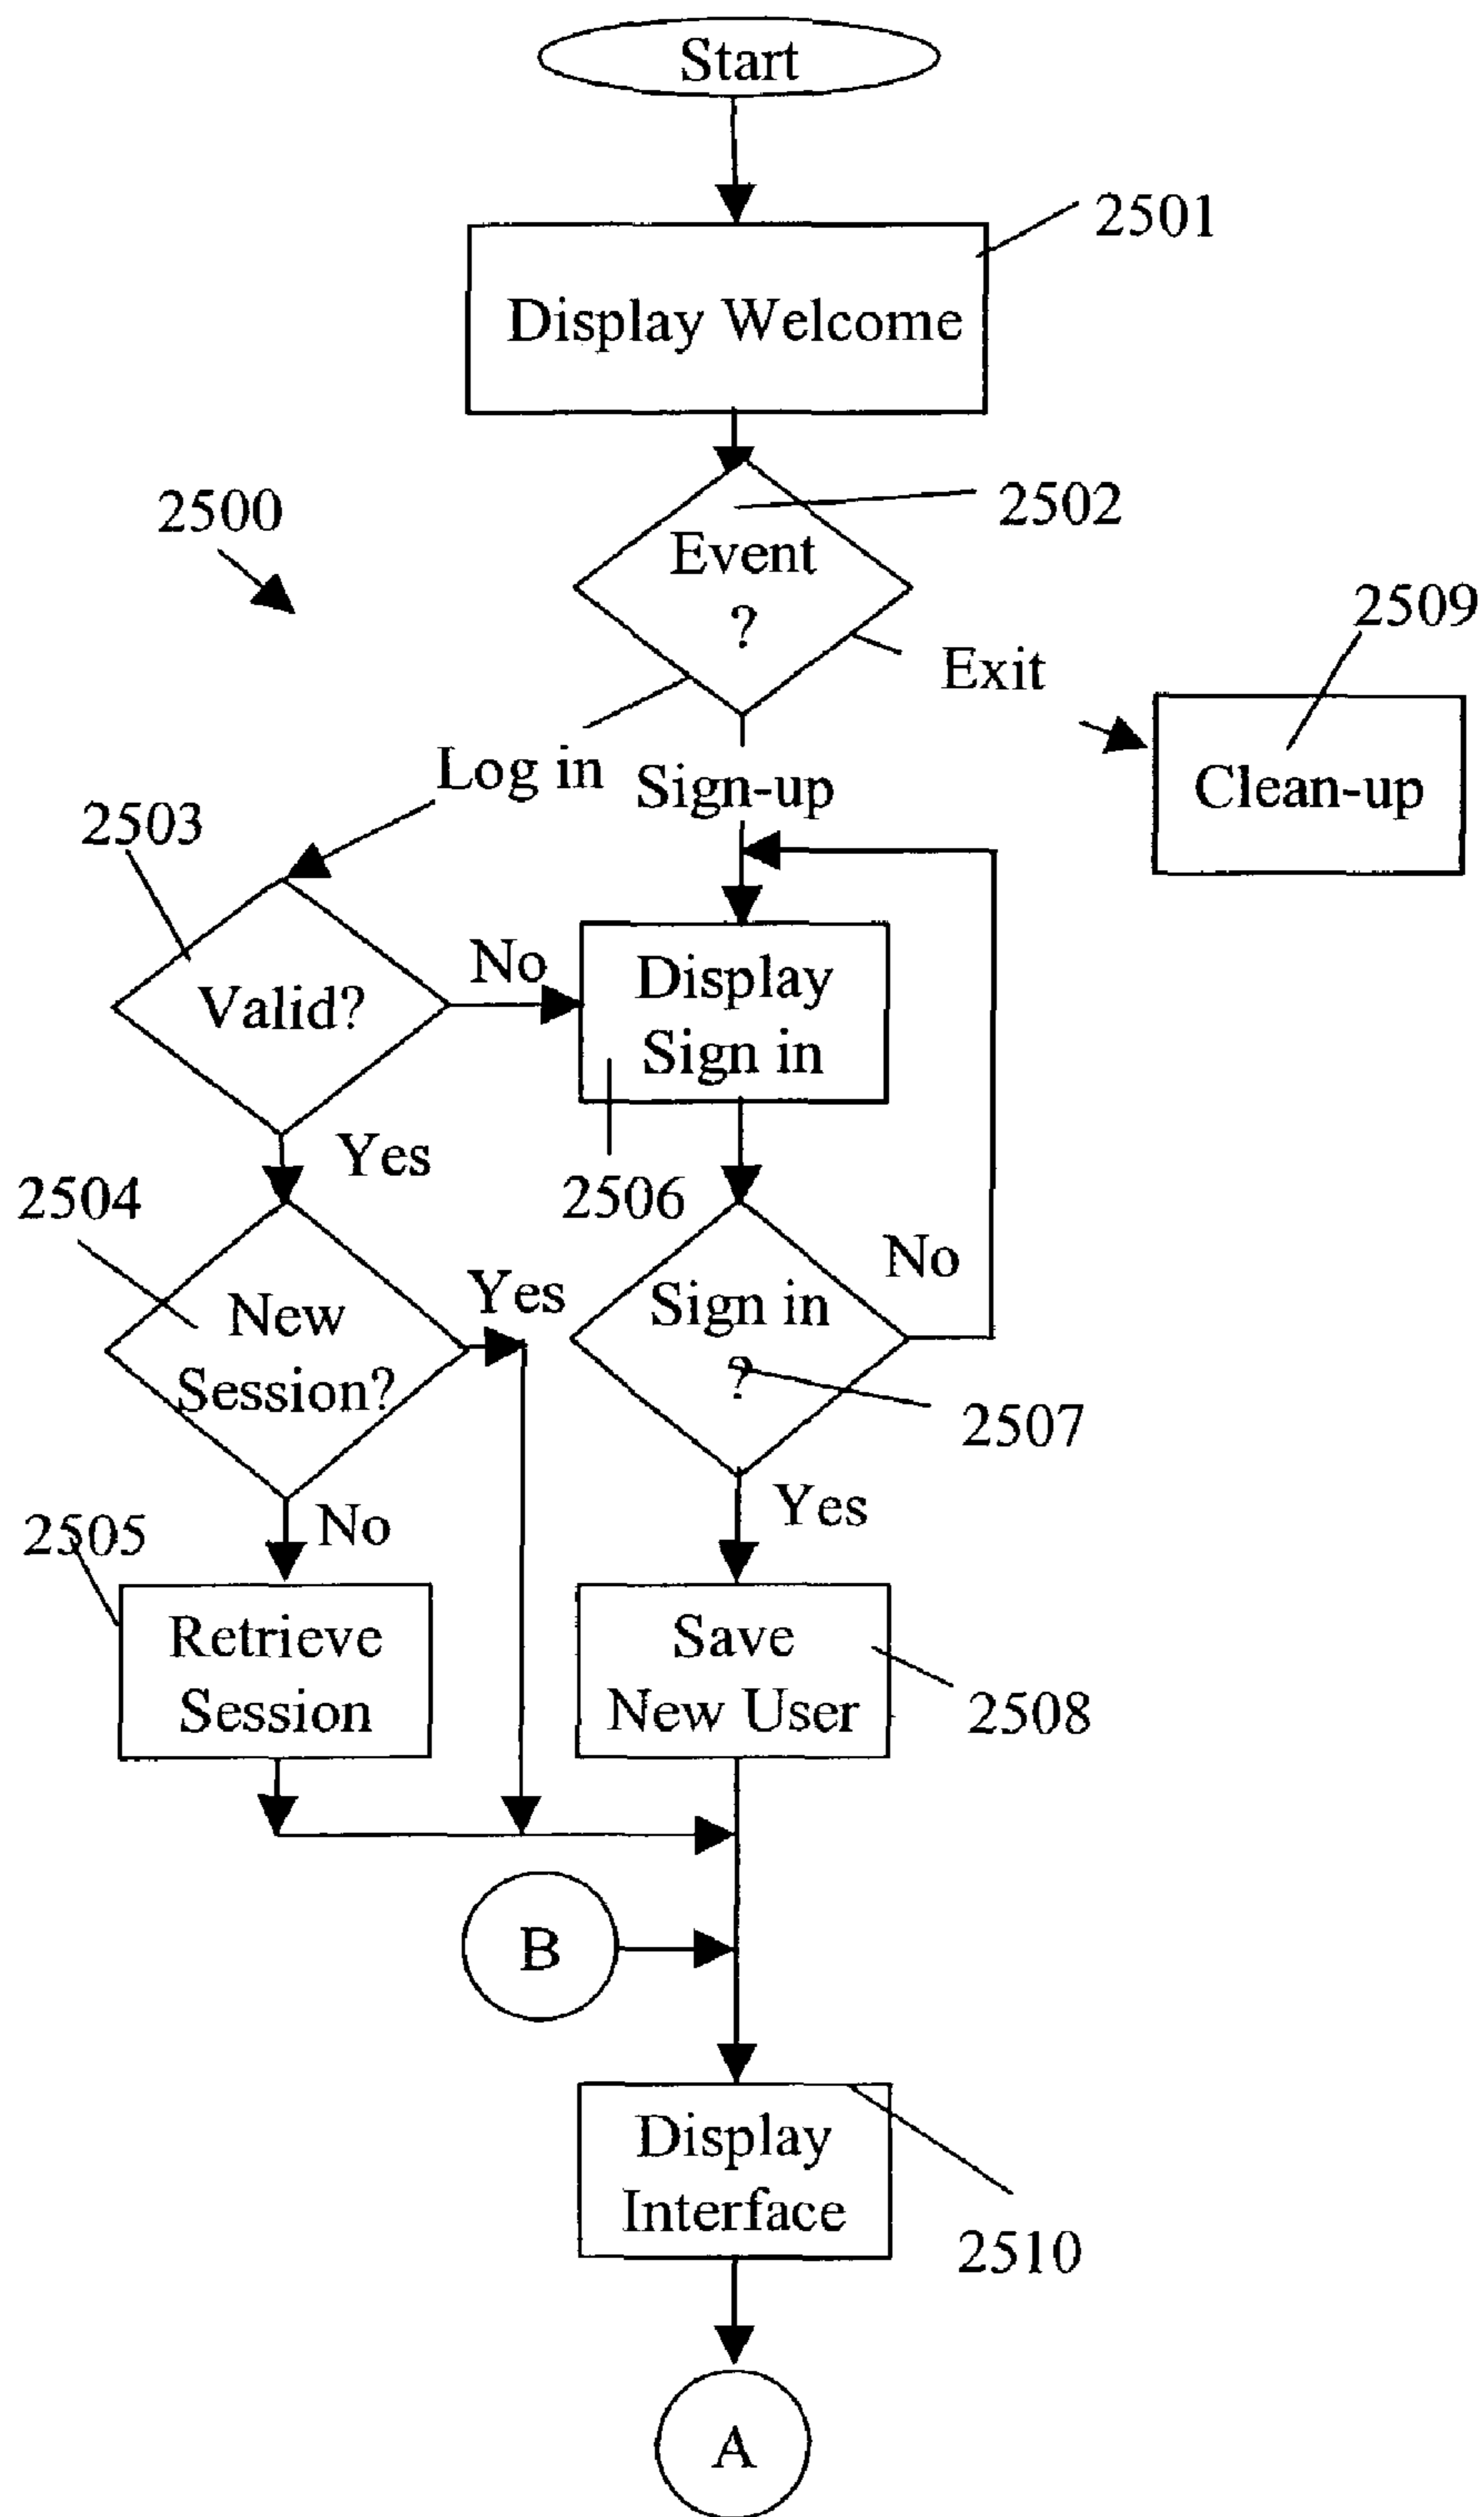 Start
2501
Display Welcome
2500
2502
Event
?
2509
Exit
Clean-up
Log in
Sign-up
2503
No
Valid?
Display
Sign in
Yes
2504
2506
No
Yes
New
Session?
Sign in
?
2507
2505
No
Yes
Retrieve
Session
Save
New User
2508
B
Display
Interface
2510
A